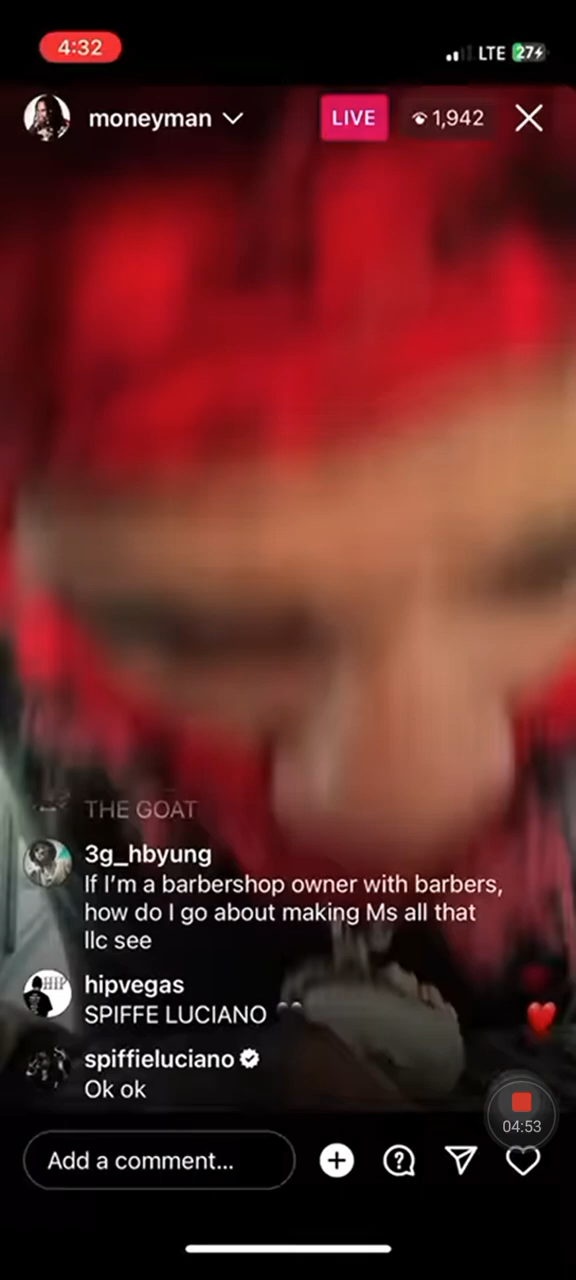 4:32
LTE 27
moneyman
LIVE
1,942
THE GOAT
3g_hbyung
If I'm a barbershop owner with barbers,
how do I go about making Ms all that
llc see
HIP
hipvegas
SPIFFE LUCIANO
spiffieluciano
Ok ok
04:53
Add a comment...